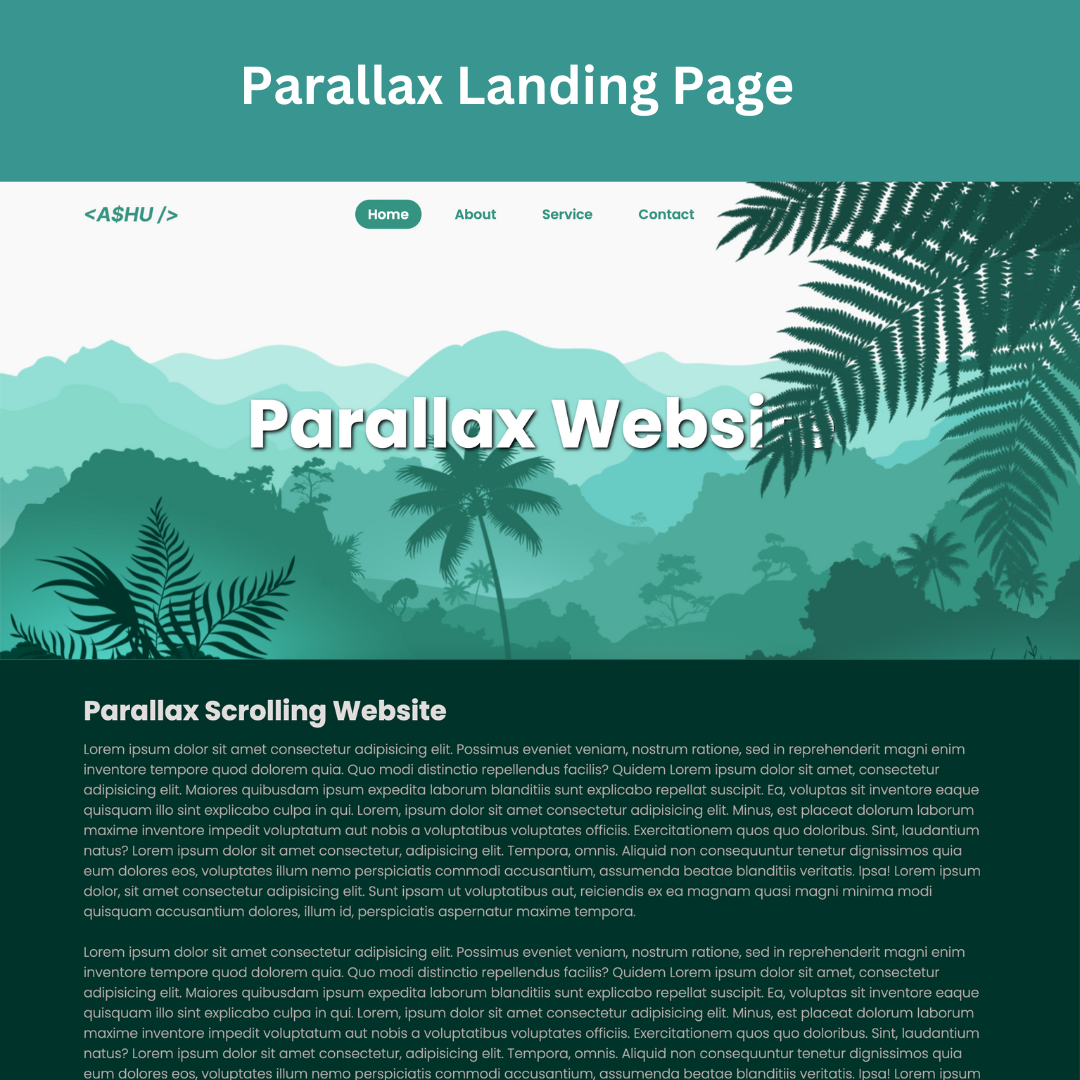 Parallax Landing Page
<A$HU /> Home About Service Contact
Parallax Website
Parallax Scrolling Website
Lorem ipsum dolor sit amet consectetur adipisicing elit. Possimus eveniet veniam, nostrum ratione, sed in reprehenderit magni enim
inventore tempore quod dolorem quia. Quo modi distinctio repellendus facilis? Quidem Lorem ipsum dolor sit amet, consectetur
adipisicing elit. Maiores quibusdam ipsum expedita laborum blanditiis sunt explicabo repellat suscipit. Ea, voluptas sit inventore eaque
quisquam illo sint explicabo culpa in qui. Lorem, ipsum dolor sit amet consectetur adipisicing elit. Minus, est placeat dolorum laborum
maxime inventore impedit voluptatum aut nobis a voluptatibus voluptates officiis. Exercitationem quos quo doloribus. Sint, laudantium
natus? Lorem ipsum dolor sit amet consectetur, adipisicing elit. Tempora, omnis. Aliquid non consequuntur tenetur dignissimos quia
eum dolores eos, voluptates illum nemo perspiciatis commodi accusantium, assumenda beatae blanditiis veritatis. Ipsa! Lorem ipsum
dolor, sit amet consectetur adipisicing elit. Sunt ipsam ut voluptatibus aut, reiciendis ex ea magnam quasi magni minima modi
quisquam accusantium dolores, illum id, perspiciatis aspernatur maxime tempora.
Lorem ipsum dolor sit amet consectetur adipisicing elit. Possimus eveniet veniam, nostrum ratione, sed in reprehenderit magni enim
inventore tempore quod dolorem quia. Quo modi distinctio repellendus facilis? Quidem Lorem ipsum dolor sit amet, consectetur
adipisicing elit. Maiores quibusdam ipsum expedita laborum blanditiis sunt explicabo repellat suscipit. Ea, voluptas sit inventore eaque
quisquam illo sint explicabo culpa in qui. Lorem, ipsum dolor sit amet consectetur adipisicing elit. Minus, est placeat dolorum laborum
maxime inventore impedit voluptatum aut nobis a voluptatibus voluptates officiis. Exercitationem quos quo doloribus. Sint, laudantium
natus? Lorem ipsum dolor sit amet consectetur, adipisicing elit. Tempora, omnis. Aliquid non consequuntur tenetur dignissimos quia
eum dolores eos, voluptates illum nemo perspiciatis commodi accusantium, assumenda beatae blanditiis veritatis. Ipsa! Lorem ipsum